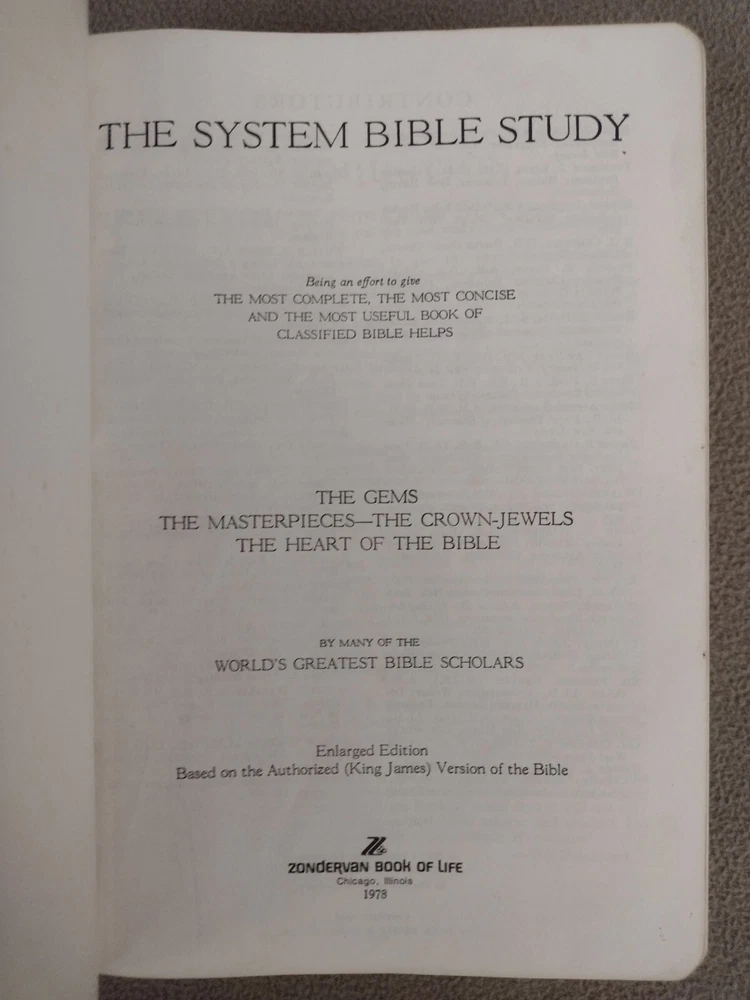 THE SYSTEM BIBLE STUDY
Being an effort to give
THE MOST COMPLETE, THE MOST CONCISE
AND THE MOST USEFUL BOOK OF
CLASSIFIED BIBLE HELPS
THE GEMS
THE MASTERPIECES—THE CROWN-JEWELS
THE HEART OF THE BIBLE
BY MANY OF THE
WORLD'S GREATEST BIBLE SCHOLARS
Enlarged Edition
Based on the Authorized (King James) Version of the Bible
ZONDERVAN BOOK OF LIFE
Chicago, Illinois
1978